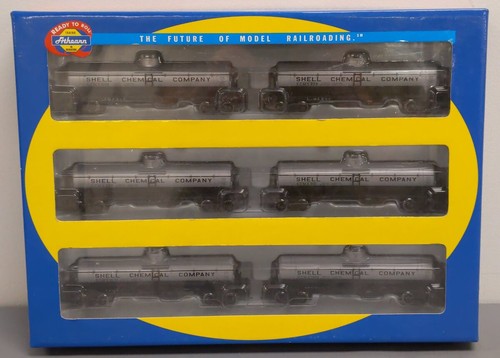 READY TO ROLL
Athearn
THE FUTURE OF MODEL RAILROADING.™
SHELL CHEMICAL COMPANY
SHELL CHEMICAL COMPANY
SHELL CHEMICAL COMPANY
SHELL CHEMICAL COMPANY
SHELL CHEMICAL COMPANY
SHELL CHEMICAL COMPANY